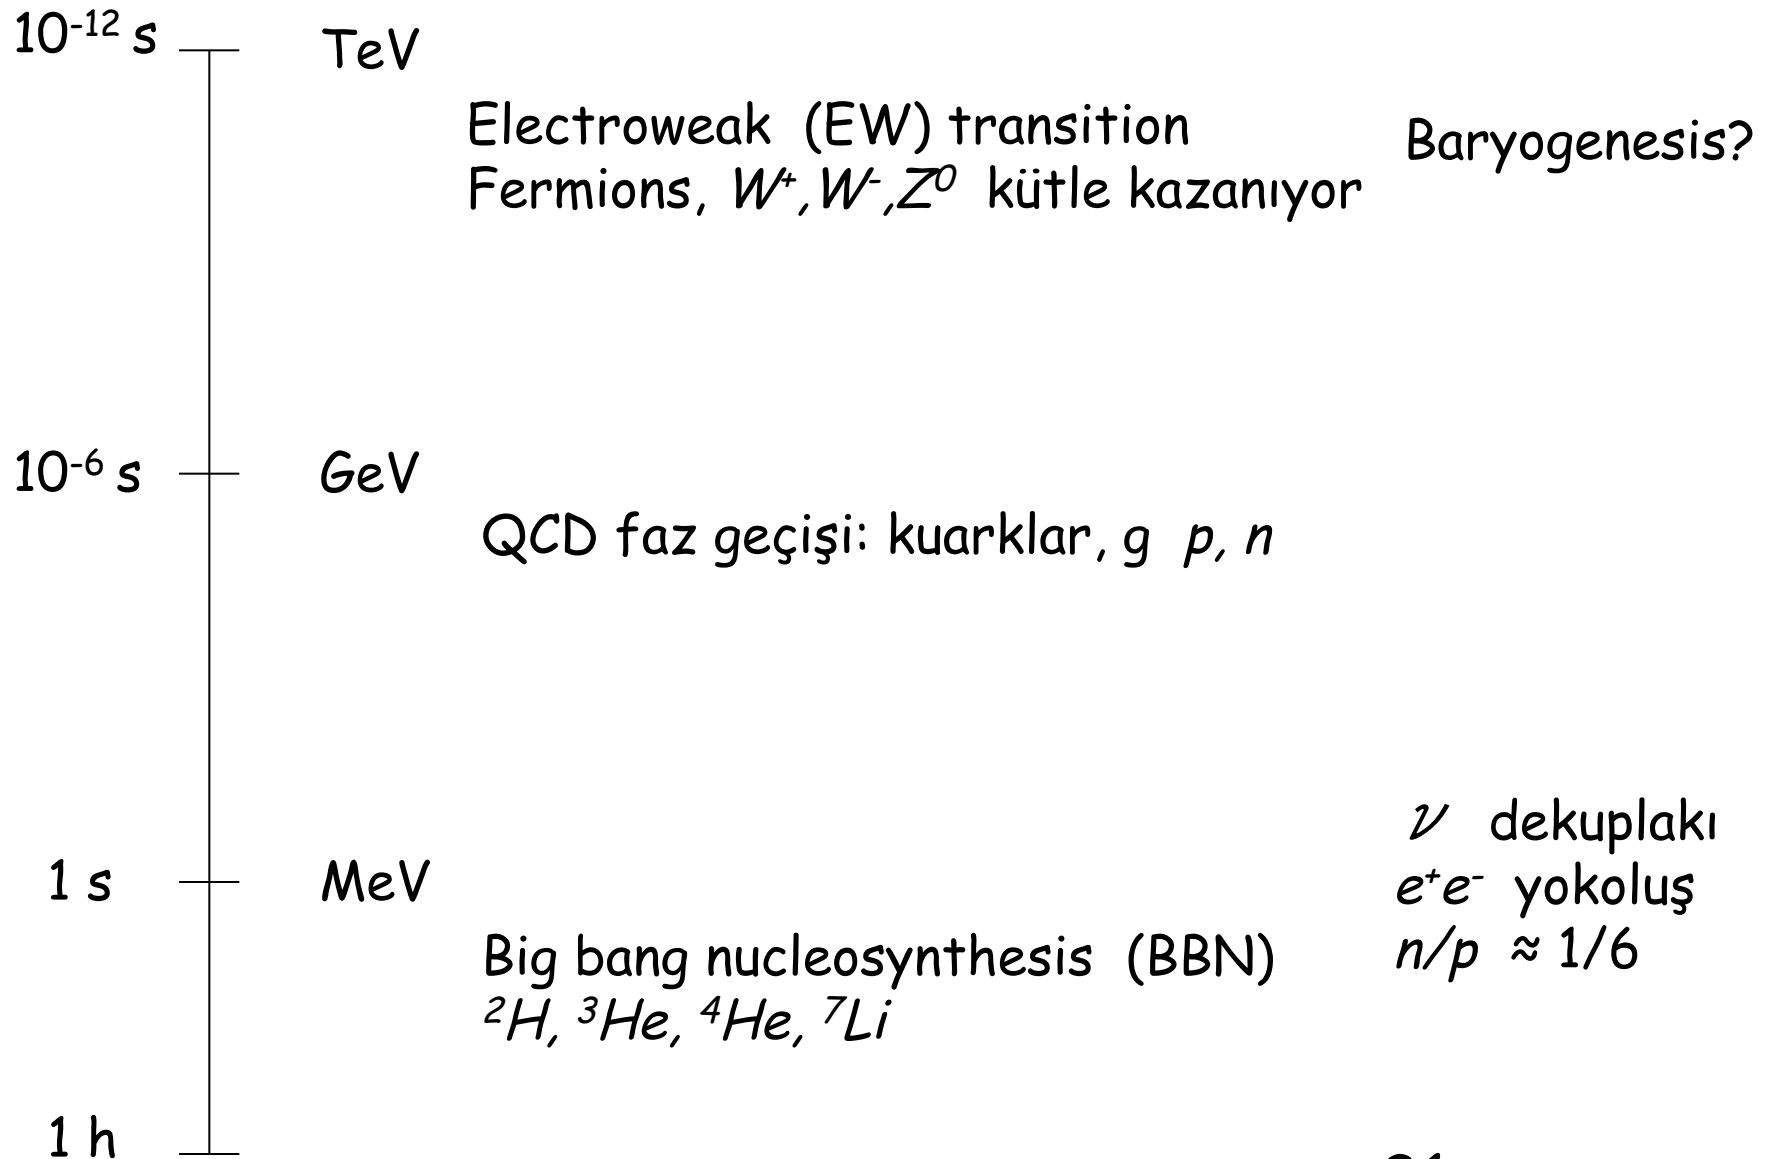 10⁻¹² s TeV
Electroweak (EW) transition Baryogenesis?
Fermions, W⁺,W⁻,Z⁰ kütle kazanıyor
10⁻⁶ s GeV
QCD faz geçişi: kuarklar, g p, n
ν dekuplakı
1 s MeV e⁺e⁻ yokoluş
Big bang nucleosynthesis (BBN) n/p ≈ 1/6
²H, ³He, ⁴He, ⁷Li
1 h